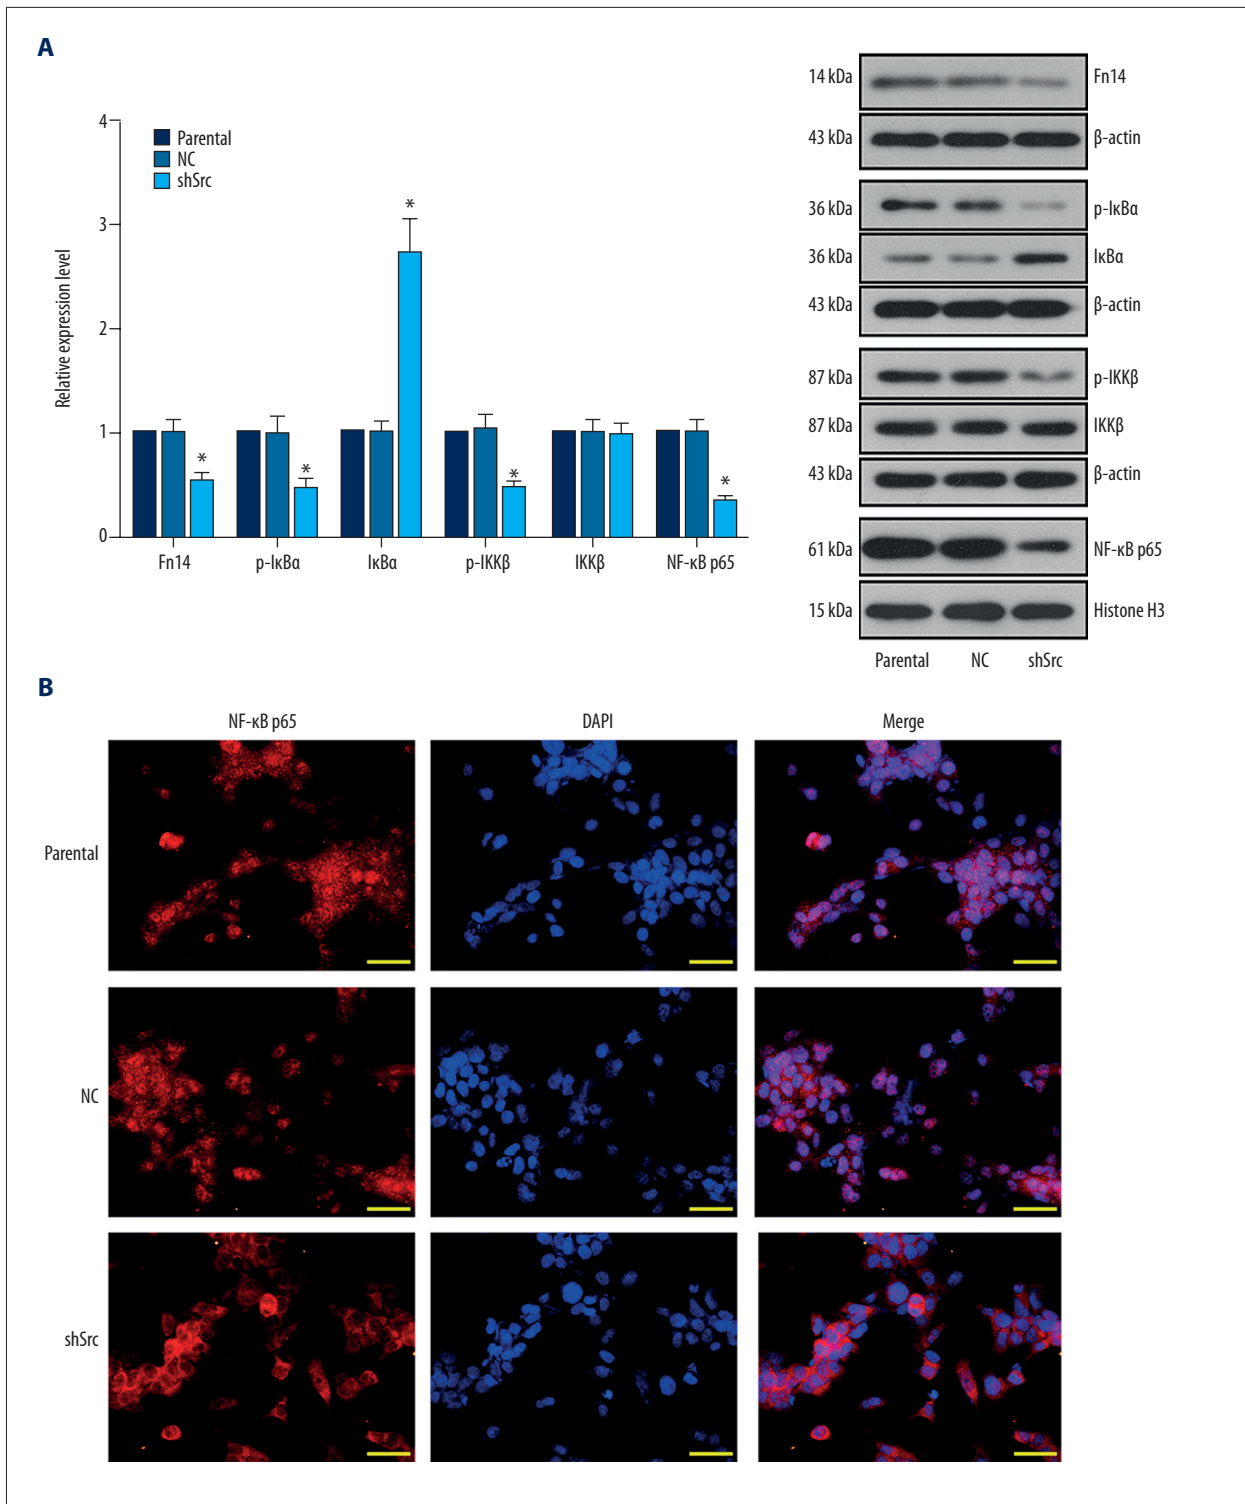 A
4
3
2
1
0
Relative expression level
Parental
NC
shSrc
*
*
*
*
*
Fn14
p-IκBα
IκBα
p-IKKβ
IKKβ
NF-κB p65
14 kDa
Fn14
43 kDa
β-actin
36 kDa
p-IκBα
36 kDa
IκBα
43 kDa
β-actin
87 kDa
p-IKKβ
87 kDa
IKKβ
43 kDa
β-actin
61 kDa
NF-κB p65
15 kDa
Histone H3
Parental
NC
shSrc
B
NF-κB p65
DAPI
Merge
Parental
NC
shSrc